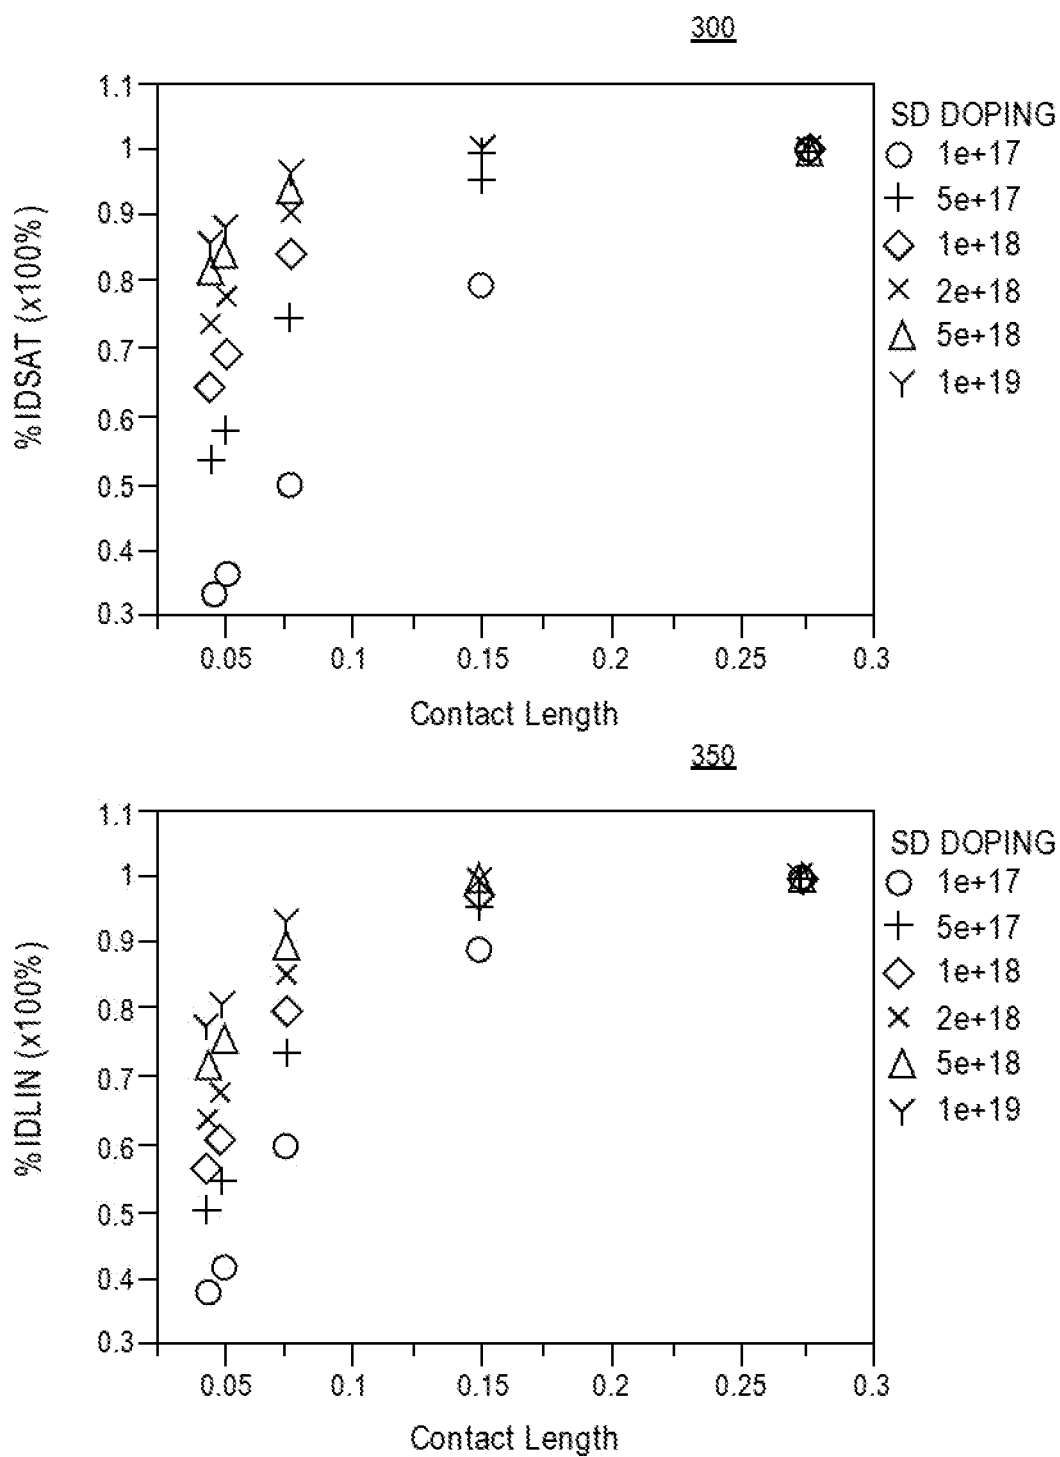 300
1.1
1
0.9
0.8
0.7
0.6
0.5
0.4
0.3
%IDSAT (x100%)
0.05 0.1 0.15 0.2 0.25 0.3
Contact Length
SD DOPING
1e+17
5e+17
1e+18
2e+18
5e+18
1e+19
350
1.1
1
0.9
0.8
0.7
0.6
0.5
0.4
0.3
%IDLIN (x100%)
0.05 0.1 0.15 0.2 0.25 0.3
Contact Length
SD DOPING
1e+17
5e+17
1e+18
2e+18
5e+18
1e+19